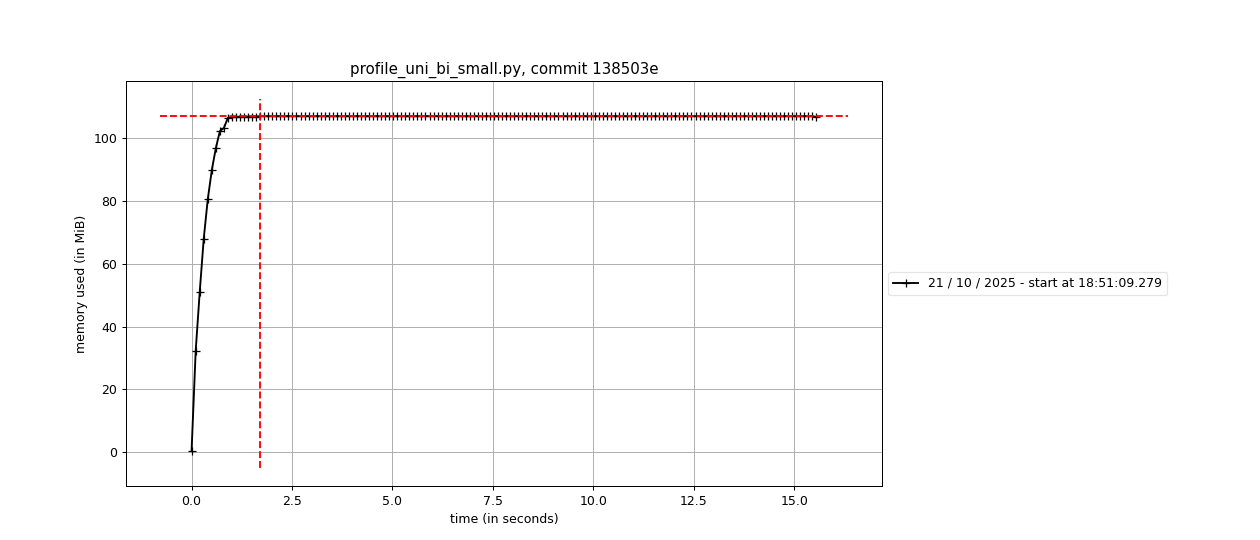 profile_uni_bi_small.py, commit 138503e
memory used (in MiB)
100
80
60
40
20
0
0.0 2.5 5.0 7.5 10.0 12.5 15.0
time (in seconds)
21 / 10 / 2025 - start at 18:51:09.279